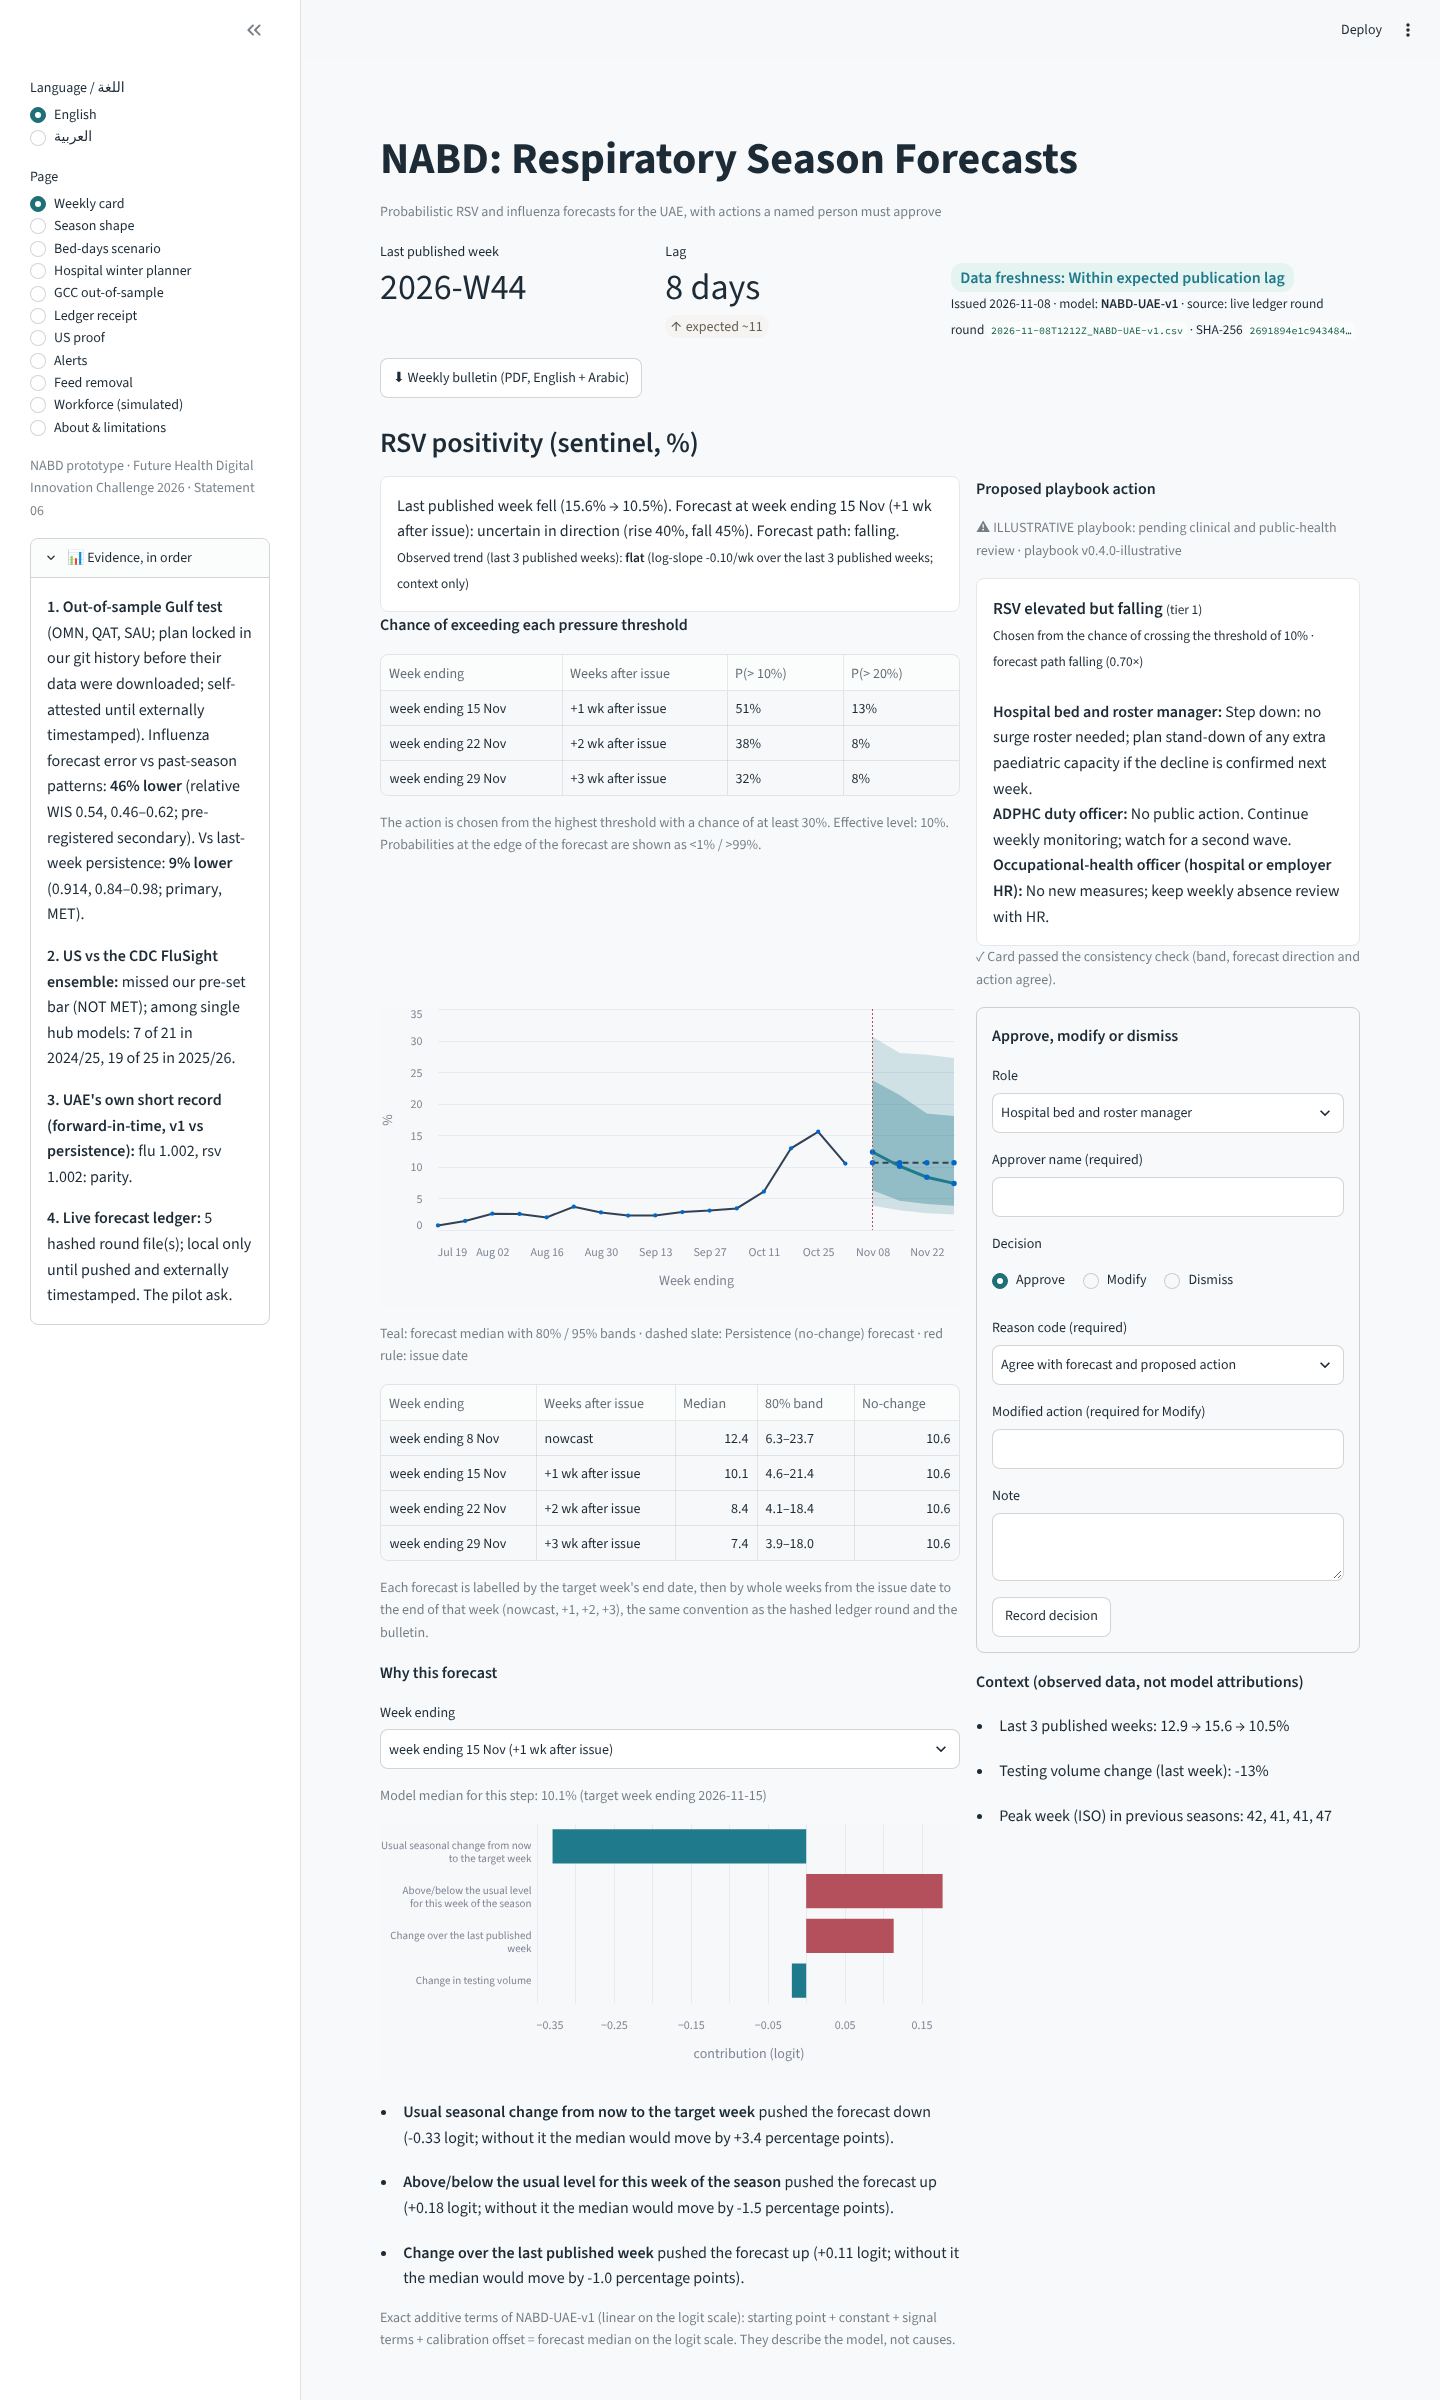 Language / اللغة
English
العربية
Page
Weekly card
Season shape
Bed-days scenario
Hospital winter planner
GCC out-of-sample
Ledger receipt
US proof
Alerts
Feed removal
Workforce (simulated)
About & limitations
NABD prototype · Future Health Digital
Innovation Challenge 2026 · Statement
06
📊 Evidence, in order
1. Out-of-sample Gulf test
(OMN, QAT, SAU; plan locked in
our git history before their
data were downloaded; self-
attested until externally
timestamped). Influenza
forecast error vs past-season
patterns: 46% lower (relative
WIS 0.54, 0.46–0.62; pre-
registered secondary). Vs last-
week persistence: 9% lower
(0.914, 0.84–0.98; primary,
MET).
2. US vs the CDC FluSight
ensemble: missed our pre-set
bar (NOT MET); among single
hub models: 7 of 21 in
2024/25, 19 of 25 in 2025/26.
3. UAE's own short record
(forward-in-time, v1 vs
persistence): flu 1.002, rsv
1.002: parity.
4. Live forecast ledger: 5
hashed round file(s); local only
until pushed and externally
timestamped. The pilot ask.
Deploy
NABD: Respiratory Season Forecasts
Probabilistic RSV and influenza forecasts for the UAE, with actions a named person must approve
Last published week
2026-W44
Lag
8 days
↑ expected ~11
Data freshness: Within expected publication lag
Issued 2026-11-08 · model: NABD-UAE-v1 · source: live ledger round
round 2026-11-08T1212Z_NABD-UAE-v1.csv · SHA-256 2691894e1c943484…
⬇ Weekly bulletin (PDF, English + Arabic)
RSV positivity (sentinel, %)
Last published week fell (15.6% → 10.5%). Forecast at week ending 15 Nov (+1 wk
after issue): uncertain in direction (rise 40%, fall 45%). Forecast path: falling.
Observed trend (last 3 published weeks): flat (log-slope -0.10/wk over the last 3 published weeks;
context only)
Chance of exceeding each pressure threshold
Week ending Weeks after issue P(> 10%) P(> 20%)
week ending 15 Nov +1 wk after issue 51% 13%
week ending 22 Nov +2 wk after issue 38% 8%
week ending 29 Nov +3 wk after issue 32% 8%
The action is chosen from the highest threshold with a chance of at least 30%. Effective level: 10%.
Probabilities at the edge of the forecast are shown as <1% / >99%.
35
30
25
20
15
10
5
0
%
Jul 19 Aug 02 Aug 16 Aug 30 Sep 13 Sep 27 Oct 11 Oct 25 Nov 08 Nov 22
Week ending
Teal: forecast median with 80% / 95% bands · dashed slate: Persistence (no-change) forecast · red
rule: issue date
Week ending Weeks after issue Median 80% band No-change
week ending 8 Nov nowcast 12.4 6.3–23.7 10.6
week ending 15 Nov +1 wk after issue 10.1 4.6–21.4 10.6
week ending 22 Nov +2 wk after issue 8.4 4.1–18.4 10.6
week ending 29 Nov +3 wk after issue 7.4 3.9–18.0 10.6
Each forecast is labelled by the target week's end date, then by whole weeks from the issue date to
the end of that week (nowcast, +1, +2, +3), the same convention as the hashed ledger round and the
bulletin.
Why this forecast
Week ending
week ending 15 Nov (+1 wk after issue)
Model median for this step: 10.1% (target week ending 2026-11-15)
Usual seasonal change from now
to the target week
Above/below the usual level
for this week of the season
Change over the last published
week
Change in testing volume
−0.35 −0.25 −0.15 −0.05 0.05 0.15
contribution (logit)
Usual seasonal change from now to the target week pushed the forecast down
(-0.33 logit; without it the median would move by +3.4 percentage points).
Above/below the usual level for this week of the season pushed the forecast up
(+0.18 logit; without it the median would move by -1.5 percentage points).
Change over the last published week pushed the forecast up (+0.11 logit; without it
the median would move by -1.0 percentage points).
Exact additive terms of NABD-UAE-v1 (linear on the logit scale): starting point + constant + signal
terms + calibration offset = forecast median on the logit scale. They describe the model, not causes.
Proposed playbook action
⚠ ILLUSTRATIVE playbook: pending clinical and public-health
review · playbook v0.4.0-illustrative
RSV elevated but falling (tier 1)
Chosen from the chance of crossing the threshold of 10% ·
forecast path falling (0.70×)
Hospital bed and roster manager: Step down: no
surge roster needed; plan stand-down of any extra
paediatric capacity if the decline is confirmed next
week.
ADPHC duty officer: No public action. Continue
weekly monitoring; watch for a second wave.
Occupational-health officer (hospital or employer
HR): No new measures; keep weekly absence review
with HR.
✓ Card passed the consistency check (band, forecast direction and
action agree).
Approve, modify or dismiss
Role
Hospital bed and roster manager
Approver name (required)
Decision
Approve Modify Dismiss
Reason code (required)
Agree with forecast and proposed action
Modified action (required for Modify)
Note
Record decision
Context (observed data, not model attributions)
Last 3 published weeks: 12.9 → 15.6 → 10.5%
Testing volume change (last week): -13%
Peak week (ISO) in previous seasons: 42, 41, 41, 47